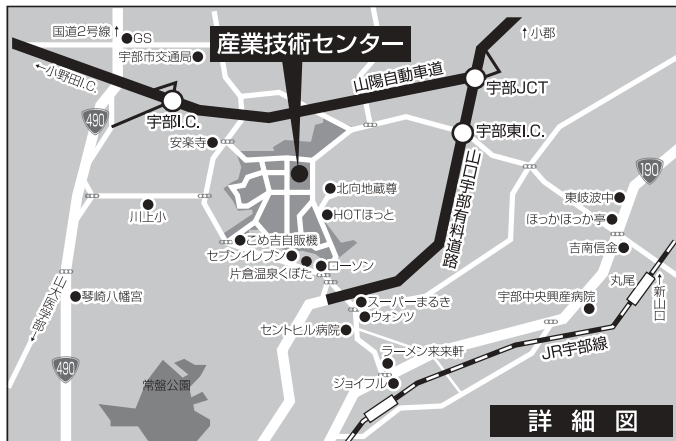 国道2号線↑
GS
宇部市交通局
産業技術センター
↑小郡
←小野田I.C.
山陽自動車道
宇部JCT
宇部I.C.
490
安楽寺
宇部東I.C.
190
山口宇部有料道路
北向地蔵尊
東岐波中
川上小
HOTほっと
ほっかほっか亭
こめ吉自販機
吉南信金
セブンイレブン
ローソン
片倉温泉くぼた
丸尾
↑新山口
琴崎八幡宮
スーパーまるき
宇部中央興産病院
山大医学部→
ウォンツ
セントヒル病院
JR宇部線
ラーメン来来軒
490
常盤公園
ジョイフル
詳細図